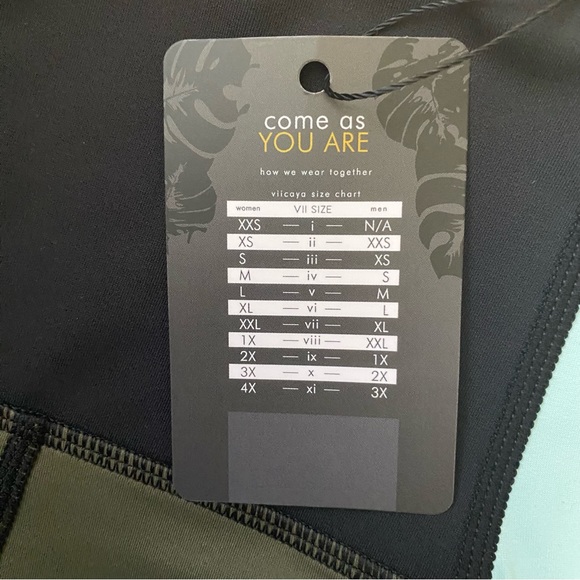 come as
YOU ARE
how we wear together
viicaya size chart
women VII SIZE men
XXS — i — N/A
XS — ii — XXS
S — iii — XS
M — iv — S
L — v — M
XL — vi — L
XXL — vii — XL
1X — viii — XXL
2X — ix — 1X
3X — x — 2X
4X — xi — 3X